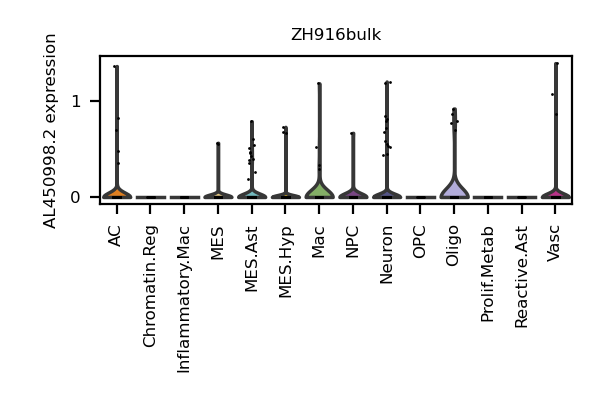 ZH916bulk
AL450998.2 expression
1
0
AC
Chromatin.Reg
Inflammatory.Mac
MES
MES.Ast
MES.Hyp
Mac
NPC
Neuron
OPC
Oligo
Prolif.Metab
Reactive.Ast
Vasc